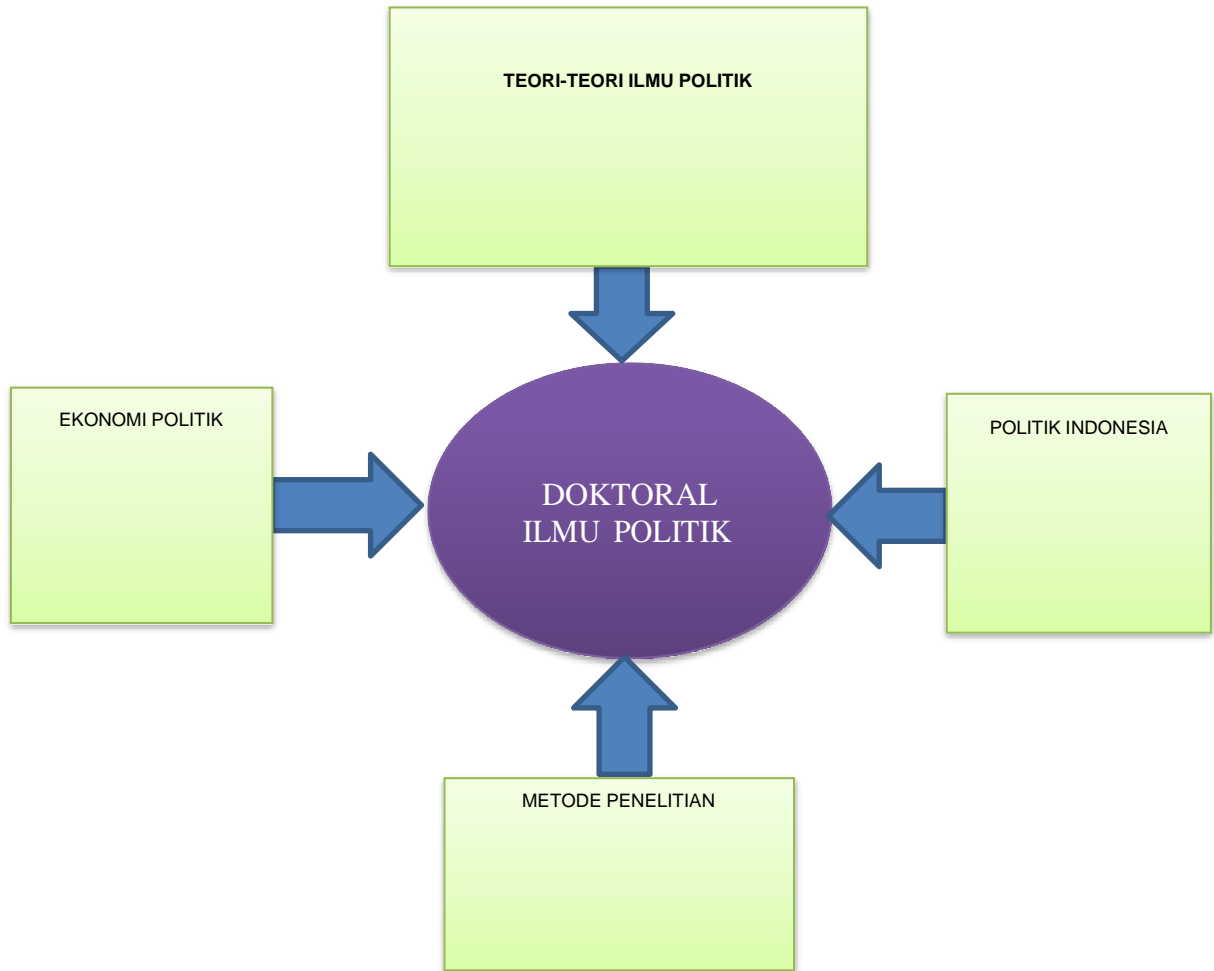 TEORI-TEORI ILMU POLITIK
EKONOMI POLITIK
POLITIK INDONESIA
DOKTORAL
ILMU POLITIK
METODE PENELITIAN